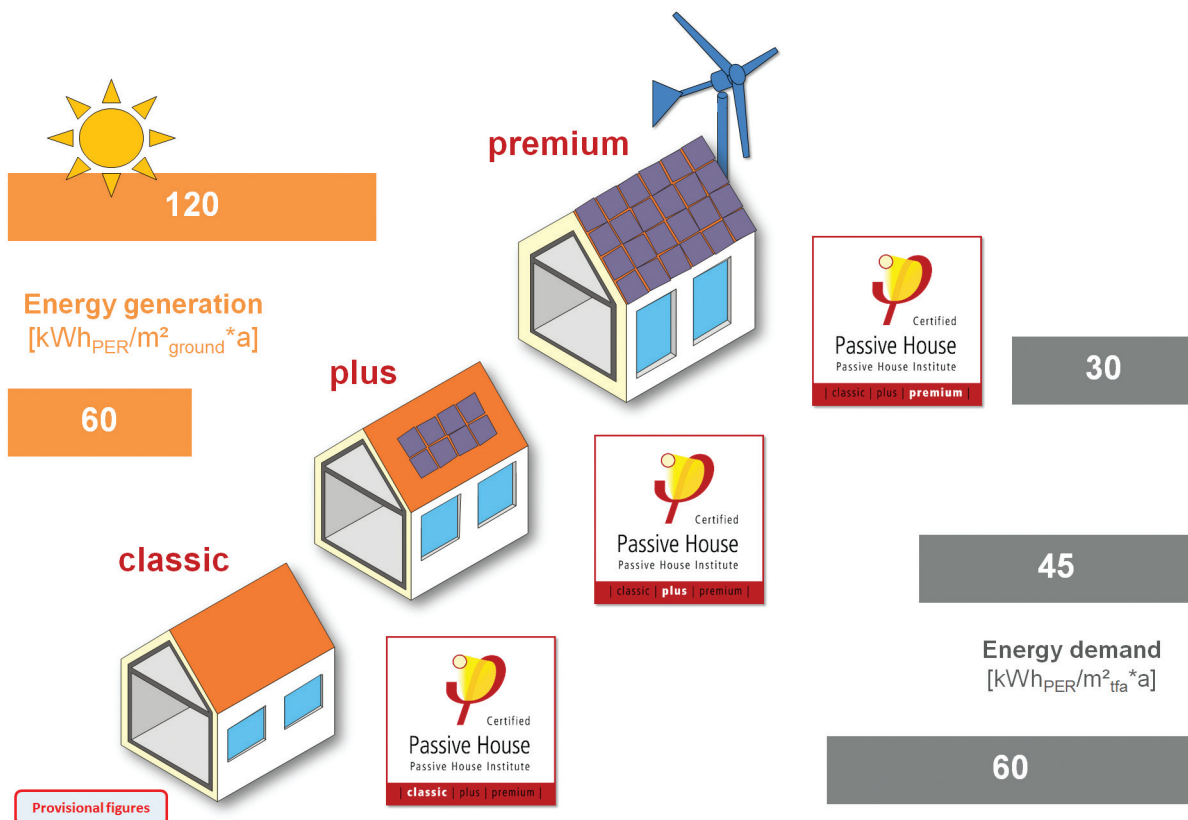 premium
120
Energy generation
[kWhPER/m²ground*a]
Certified
Passive House
Passive House Institute
| classic | plus | premium |
30
plus
60
Certified
Passive House
Passive House Institute
| classic | plus | premium |
45
classic
Energy demand
[kWhPER/m²tfa*a]
Certified
Passive House
Passive House Institute
| classic | plus | premium |
60
Provisional figures